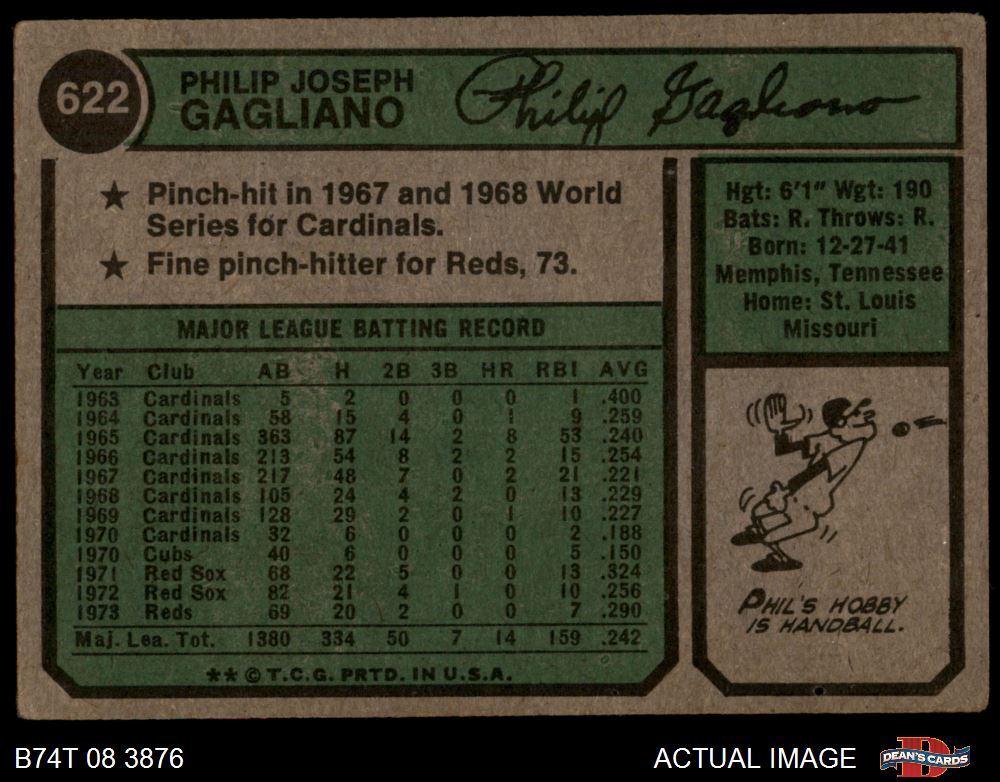 622
PHILIP JOSEPH
GAGLIANO
Philip Gagliano
★ Pinch-hit in 1967 and 1968 World
Series for Cardinals.
★ Fine pinch-hitter for Reds, 73.
Hgt: 6'1" Wgt: 190
Bats: R. Throws: R.
Born: 12-27-41
Memphis, Tennessee
Home: St. Louis
Missouri
MAJOR LEAGUE BATTING RECORD
Year Club AB H 2B 3B HR RBI AVG
1963 Cardinals 5 2 0 0 0 1 .400
1964 Cardinals 58 15 4 0 1 9 .259
1965 Cardinals 363 87 14 2 8 53 .240
1966 Cardinals 213 54 8 2 2 15 .254
1967 Cardinals 217 48 7 0 2 21 .221
1968 Cardinals 105 24 4 2 0 13 .229
1969 Cardinals 128 29 2 0 1 10 .227
1970 Cardinals 32 6 0 0 0 2 .188
1970 Cubs 40 6 0 0 0 5 .150
1971 Red Sox 68 22 5 0 0 13 .324
1972 Red Sox 82 21 4 1 0 10 .256
1973 Reds 69 20 2 0 0 7 .290
Maj. Lea. Tot. 1380 334 50 7 14 159 .242
** © T.C.G. PRTD. IN U.S.A.
PHIL'S HOBBY
IS HANDBALL.
B74T 08 3876
ACTUAL IMAGE
DEAN'S CARDS